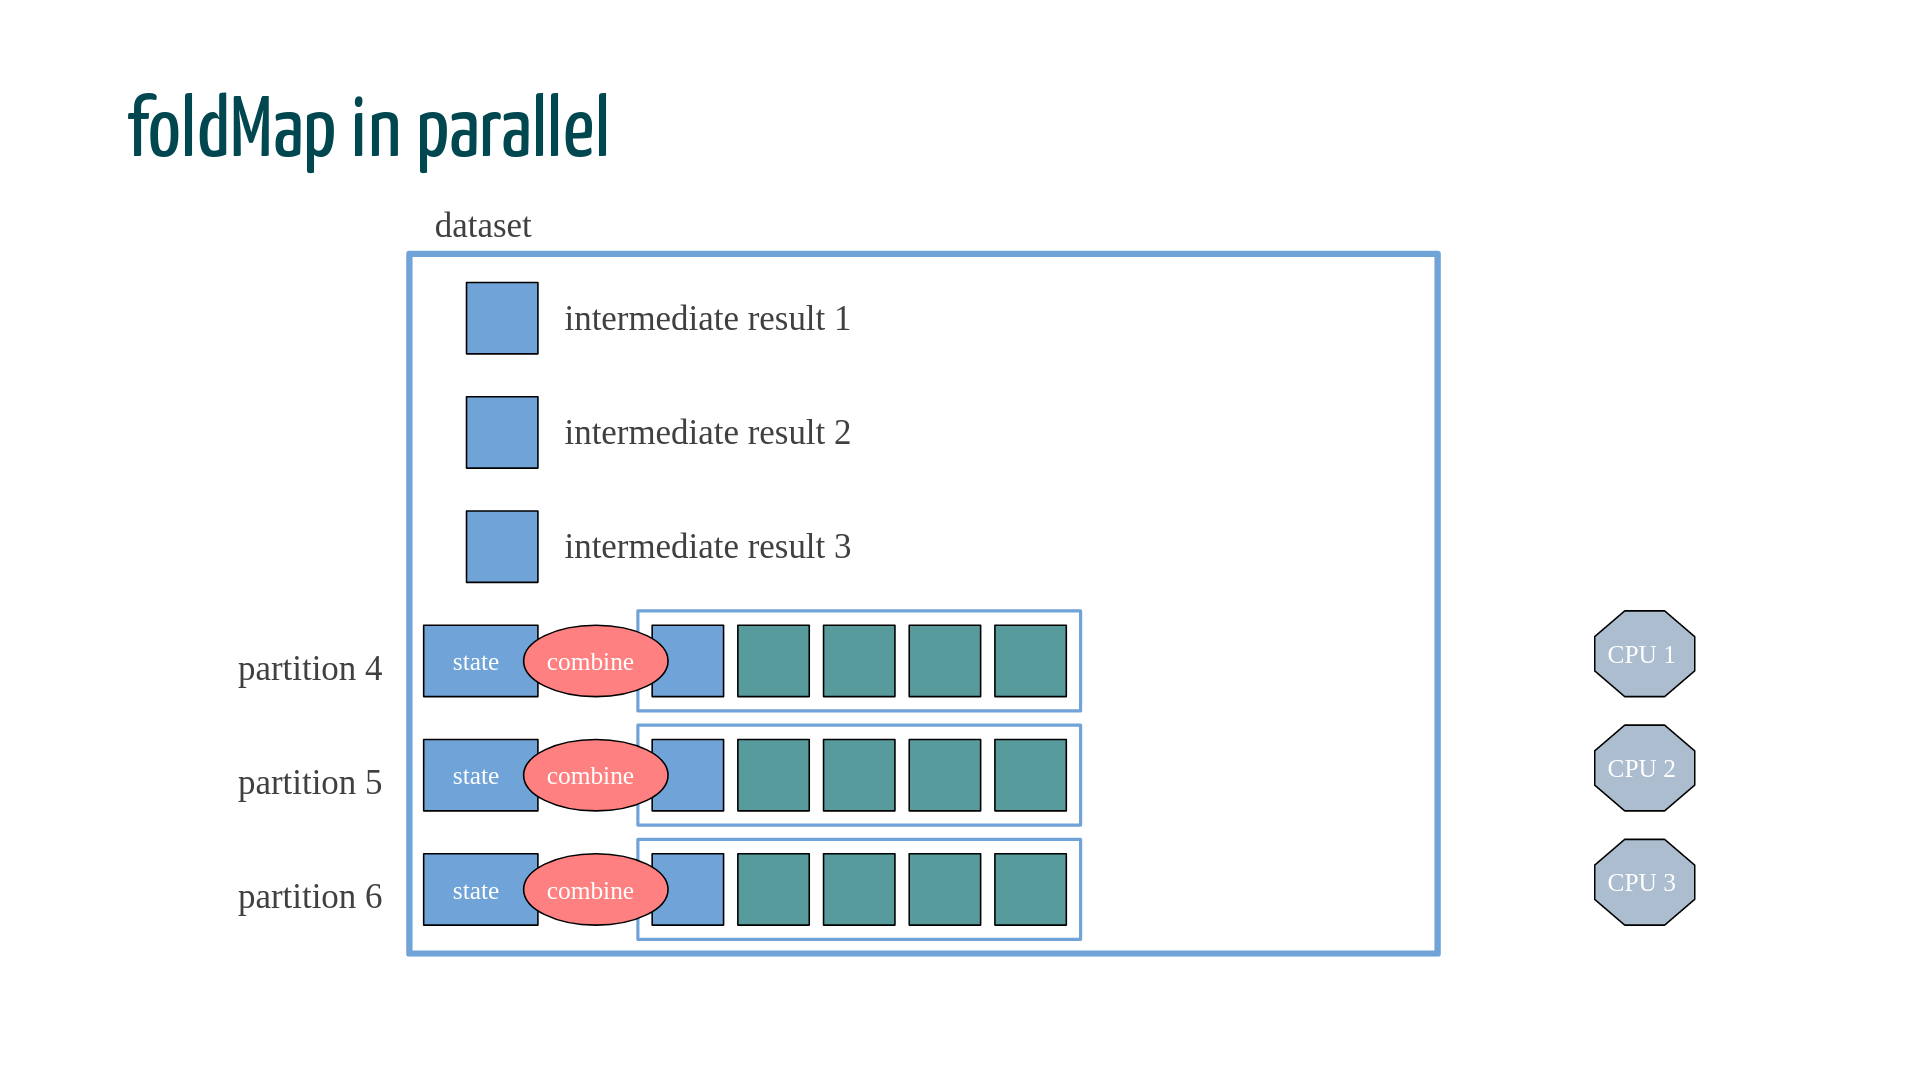 foldMap in parallel
dataset
intermediate result 1
intermediate result 2
intermediate result 3
partition 4 state combine CPU 1
partition 5 state combine CPU 2
partition 6 state combine CPU 3